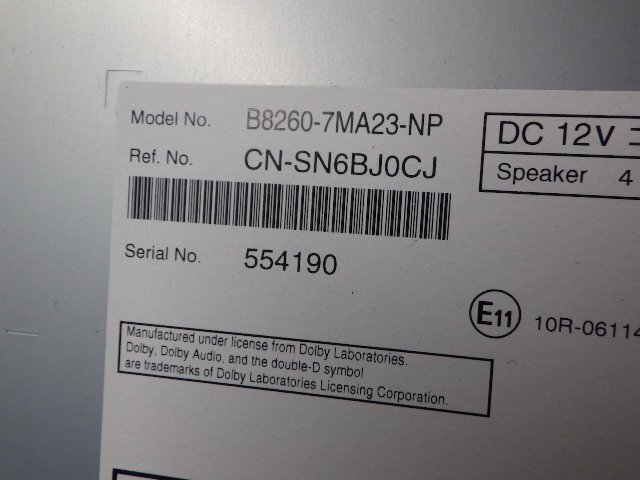 Model No. B8260-7MA23-NP
Ref. No. CN-SN6BJ0CJ
Serial No. 554190
DC 12V
Speaker 4
E11 10R-06114
Manufactured under license from Dolby Laboratories.
Dolby, Dolby Audio, and the double-D symbol
are trademarks of Dolby Laboratories Licensing Corporation.